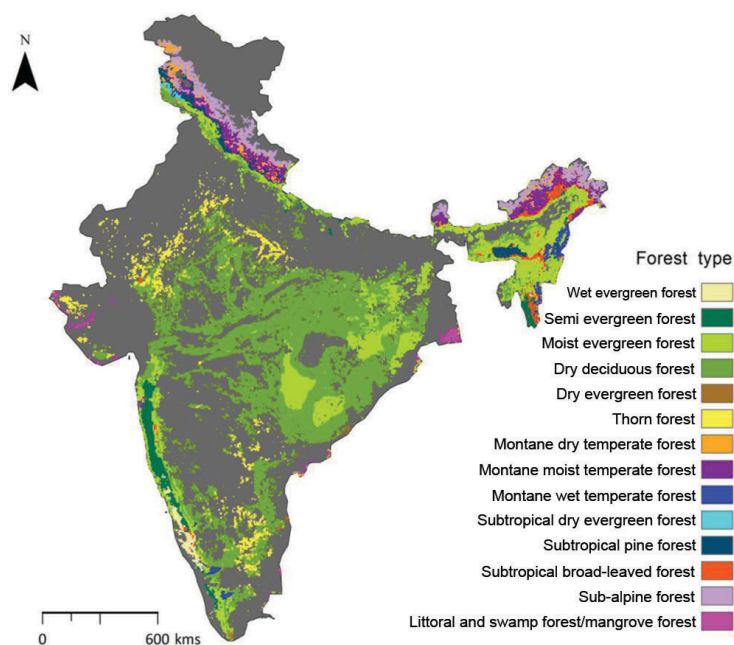 N
Forest type
Wet evergreen forest
Semi evergreen forest
Moist evergreen forest
Dry deciduous forest
Dry evergreen forest
Thorn forest
Montane dry temperate forest
Montane moist temperate forest
Montane wet temperate forest
Subtropical dry evergreen forest
Subtropical pine forest
Subtropical broad-leaved forest
Sub-alpine forest
Littoral and swamp forest/mangrove forest
0 600 kms